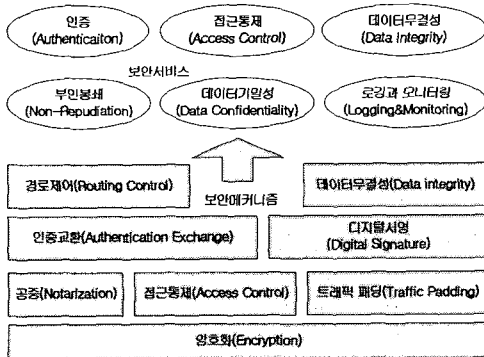 인증
(Authenticaiton)
접근통제
(Access Control)
데이터무결성
(Data Integrity)
보안서비스
부인봉쇄
(Non-Repudiation)
데이터기밀성
(Data Confidentiality)
로깅과 모니터링
(Logging&Monitoring)
경로제어(Routing Control)
보안메커니즘
데이터무결성(Data integrity)
인증교환(Authentication Exchange)
디지탈서명
(Digital Signature)
공증(Notarization)
접근통제(Access Control)
트래픽 패딩(Traffic Padding)
암호화(Encryption)